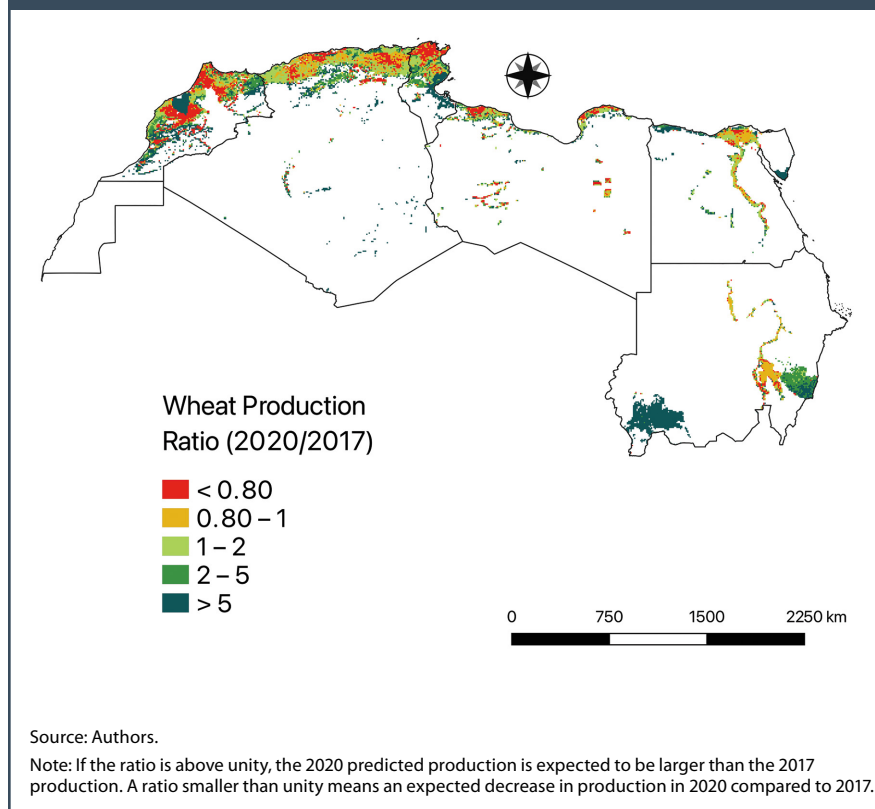 Wheat Production
Ratio (2020/2017)
< 0.80
0.80 – 1
1 – 2
2 – 5
> 5
0 750 1500 2250 km
Source: Authors.
Note: If the ratio is above unity, the 2020 predicted production is expected to be larger than the 2017
production. A ratio smaller than unity means an expected decrease in production in 2020 compared to 2017.